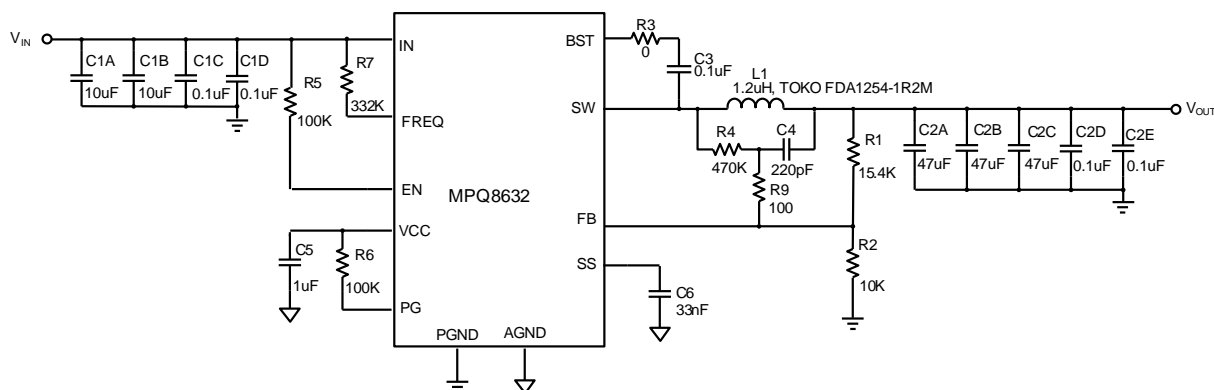 VIN
C1A
10uF
C1B
10uF
C1C
0.1uF
C1D
0.1uF
R5
100K
R7
332K
IN
FREQ
EN
VCC
PG
C5
1uF
R6
100K
MPQ8632
PGND
AGND
BST
SW
FB
SS
R3
0
C3
0.1uF
L1
1.2uH, TOKO FDA1254-1R2M
R4
470K
C4
220pF
R9
100
R1
15.4K
R2
10K
C6
33nF
C2A
47uF
C2B
47uF
C2C
47uF
C2D
0.1uF
C2E
0.1uF
VOUT